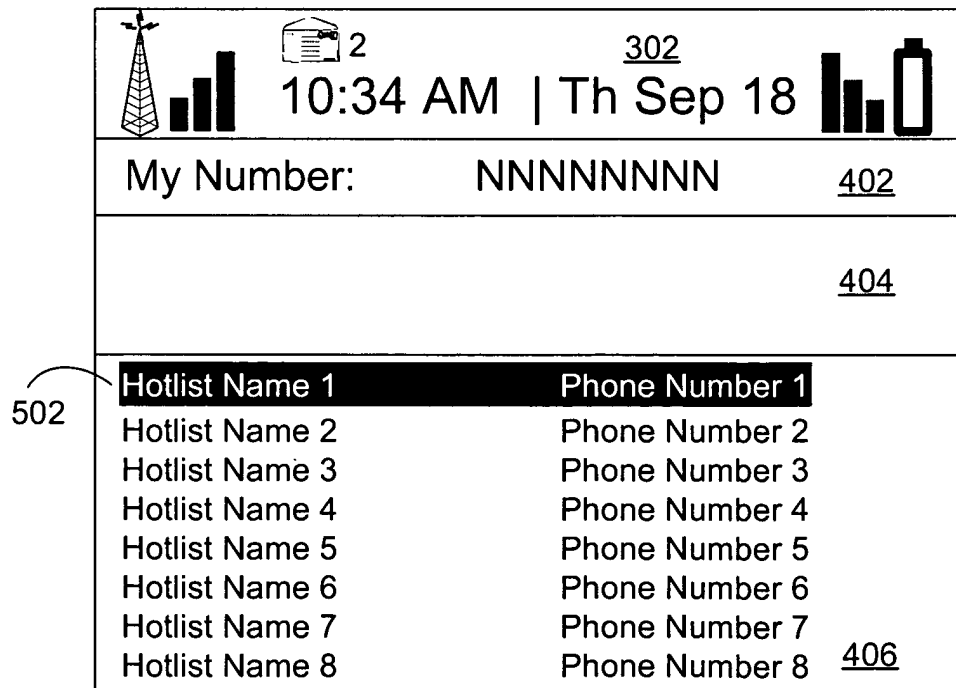 2 302
10:34 AM | Th Sep 18
My Number: NNNNNNNN 402
404
502
Hotlist Name 1 Phone Number 1
Hotlist Name 2 Phone Number 2
Hotlist Name 3 Phone Number 3
Hotlist Name 4 Phone Number 4
Hotlist Name 5 Phone Number 5
Hotlist Name 6 Phone Number 6
Hotlist Name 7 Phone Number 7
Hotlist Name 8 Phone Number 8 406